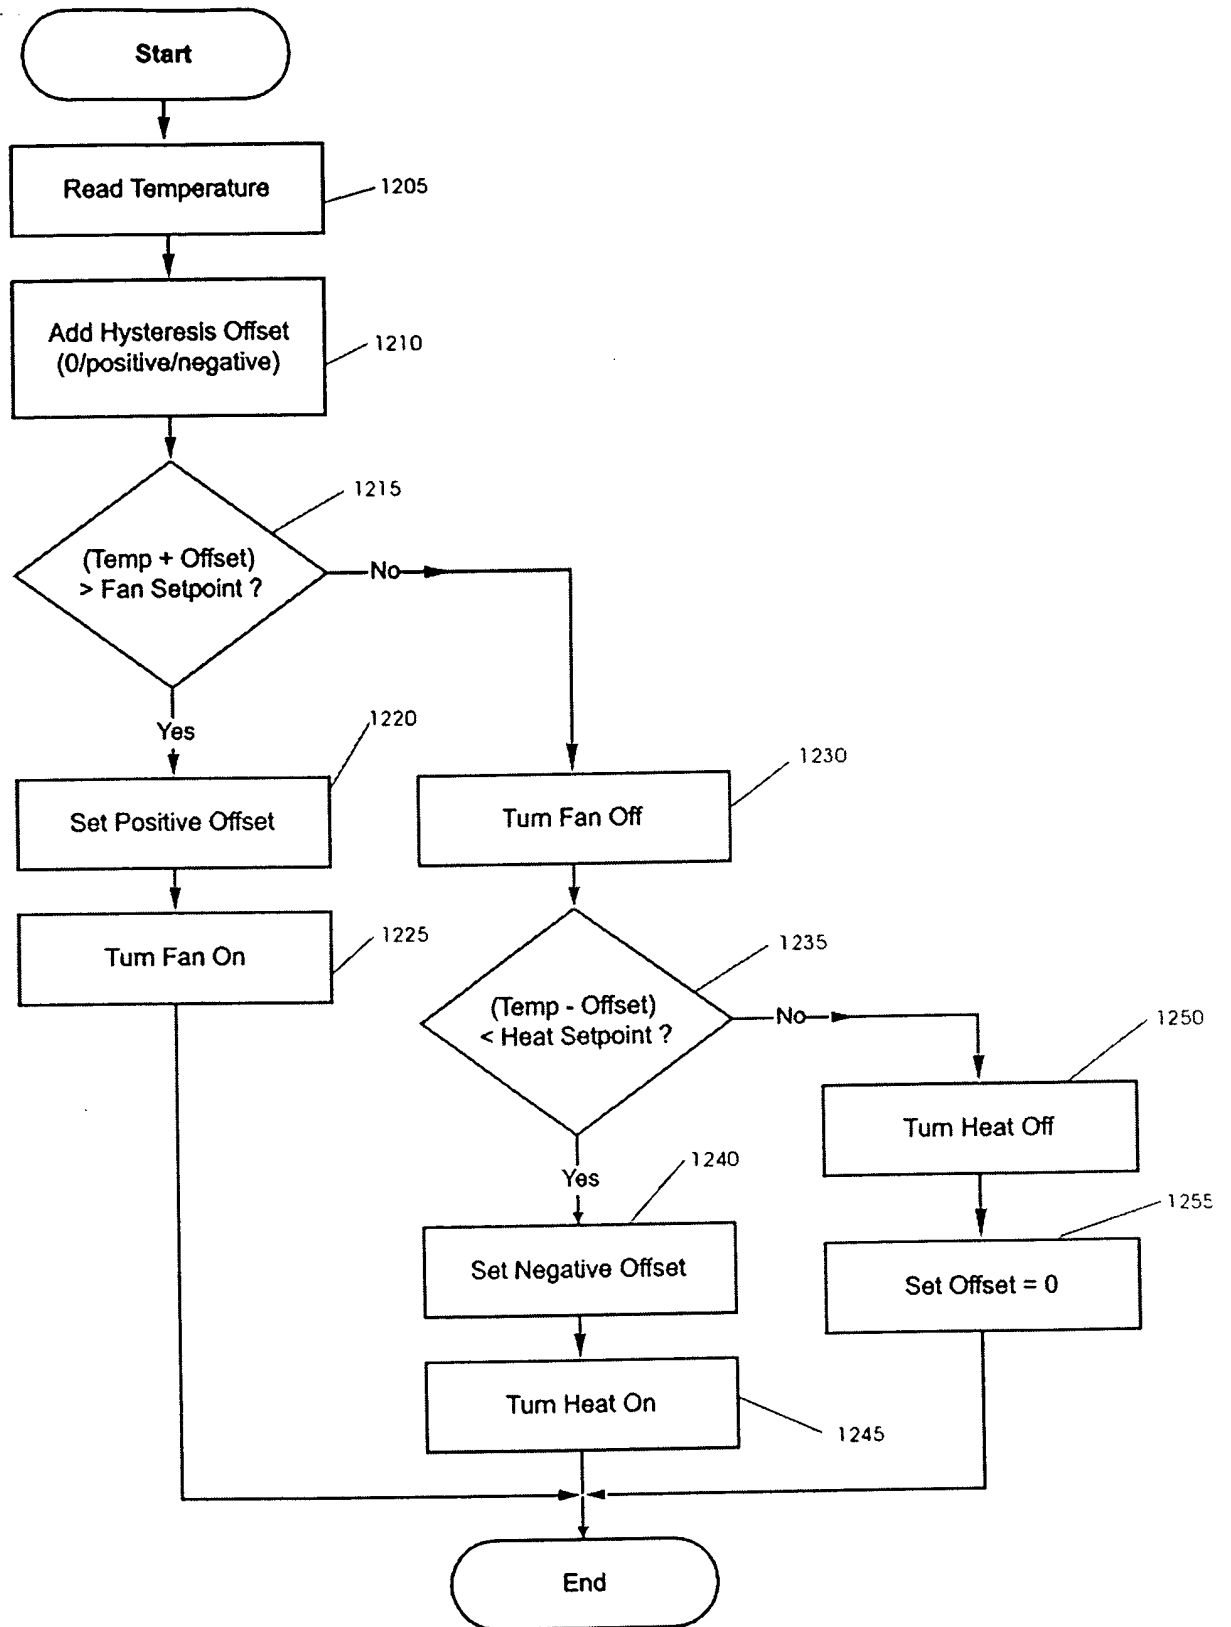 Start
Read Temperature
1205
Add Hysteresis Offset
(0/positive/negative)
1210
1215
(Temp + Offset)
> Fan Setpoint ?
No
Yes
1220
1230
Set Positive Offset
Turn Fan Off
Turn Fan On
1225
1235
(Temp - Offset)
< Heat Setpoint ?
No
1250
Turn Heat Off
Yes
1240
1255
Set Negative Offset
Set Offset = 0
Turn Heat On
1245
End